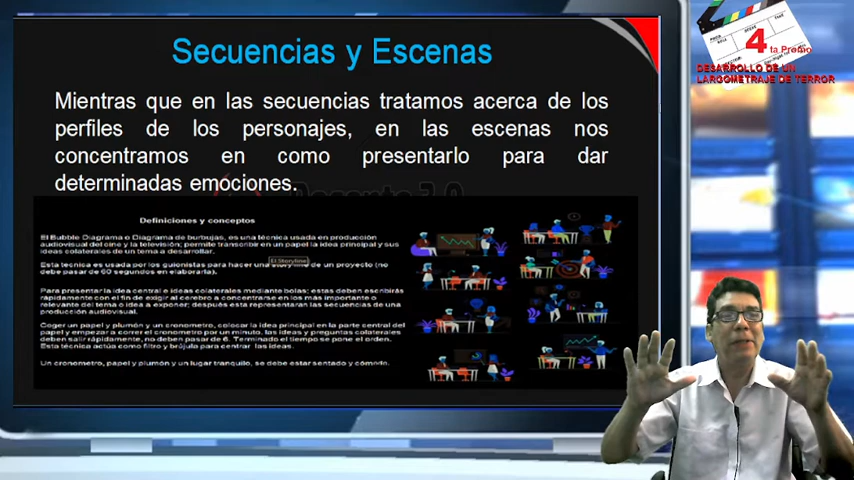 Secuencias y Escenas
4
ta Promo
DESARROLLO DE UN
LARGOMETRAJE DE TERROR
Mientras que en las secuencias tratamos acerca de los
perfiles de los personajes, en las escenas nos
concentramos en como presentarlo para dar
determinadas emociones.
Definiciones y conceptos
El Bubble Diagrama o Diagrama de burbujas, es una técnica usada en producción
audiovisual del cine y la televisión; permite transcribir en un papel la idea principal y sus
ideas colaterales de un tema a desarrollar.
El Storyline
Esta técnica es usada por los guionistas para hacer una storyline de un proyecto (no
debe pasar de 60 segundos en elaborarla).
Para presentar la idea central e ideas colaterales mediante bolas; estas deben escribirás
rápidamente con el fin de exigir al cerebro a concentrarse en los más importante o
relevante del tema o idea a exponer; después esta representaran las secuencias de una
producción audiovisual.
Coger un papel y plumón y un cronometro, colocar la idea principal en la parte central del
papel y empezar a correr el cronometro por un minuto, las ideas y preguntas colaterales
deben salir rápidamente, no deben pasar de 6. Terminado el tiempo se pone el orden.
Esta técnica actúa como filtro y brújula para centrar las ideas.
Un cronometro, papel y plumón y un lugar tranquilo, se debe estar sentado y cómodo.